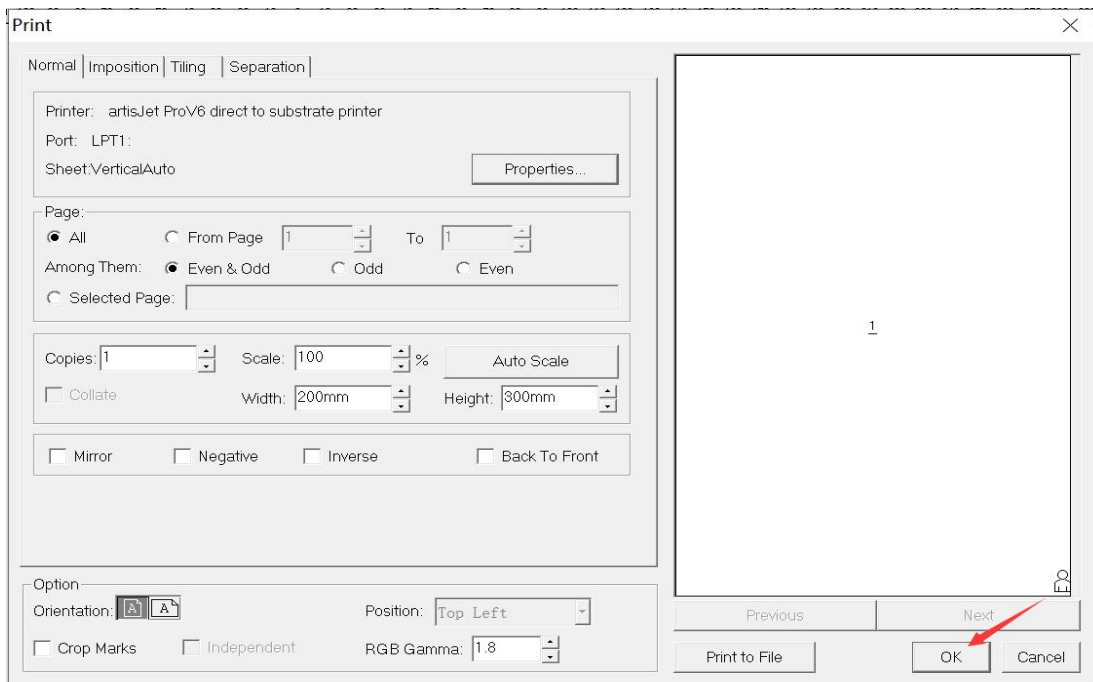 Print
Normal Imposition Tiling Separation
Printer: artisJet ProV6 direct to substrate printer
Port: LPT1:
Sheet:VerticalAuto
Properties...
Page:
All From Page 1 To 1
Among Them: Even & Odd Odd Even
Selected Page:
Copies: 1 Scale: 100 % Auto Scale
Collate Width: 200mm Height: 300mm
Mirror Negative Inverse Back To Front
Option
Orientation: A A Position: Top Left
Crop Marks Independent RGB Gamma: 1.8
1
Previous Next
Print to File OK Cancel